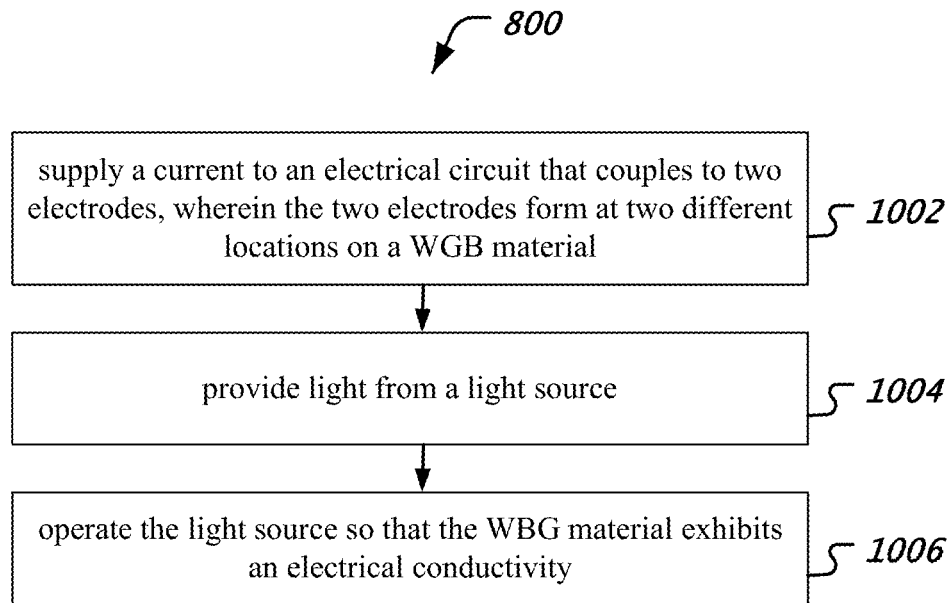 800
supply a current to an electrical circuit that couples to two
electrodes, wherein the two electrodes form at two different
locations on a WGB material
1002
provide light from a light source
1004
operate the light source so that the WBG material exhibits
an electrical conductivity
1006